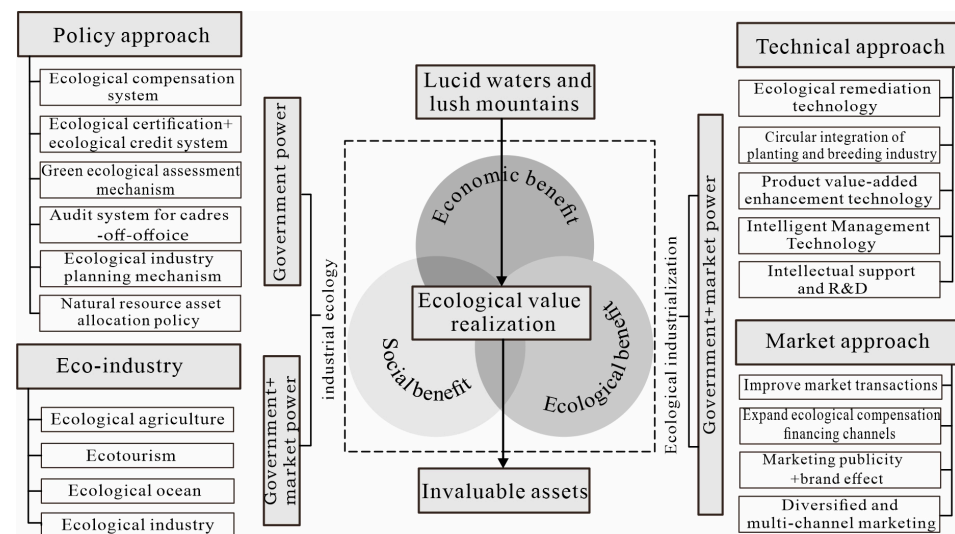 Policy approach
Ecological compensation
system
Ecological certification+
ecological credit system
Green ecological assessment
mechanism
Audit system for cadres
-off-offoice
Ecological industry
planning mechanism
Natural resource asset
allocation policy
Eco-industry
Ecological agriculture
Ecotourism
Ecological ocean
Ecological industry
Government power
Government+
market power
industrial ecology
Lucid waters and
lush mountains
Economic benefit
Ecological value
realization
Social benefit
Ecological benefit
Invaluable assets
Ecological industrialization
Government+market power
Technical approach
Ecological remediation
technology
Circular integration of
planting and breeding industry
Product value-added
enhancement technology
Intelligent Management
Technology
Intellectual support
and R&D
Market approach
Improve market transactions
Expand ecological compensation
financing channels
Marketing publicity
+brand effect
Diversified and
multi-channel marketing